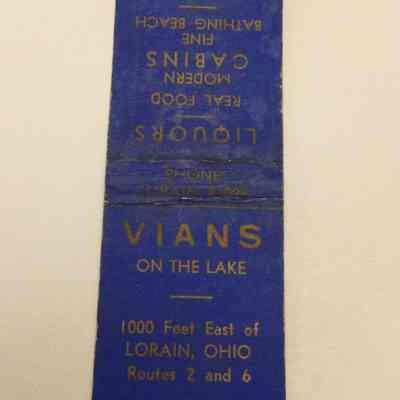 VIANS
ON THE LAKE
1000 Feet East of
LORAIN, OHIO
Routes 2 and 6
PHONE
LIQUORS
REAL FOOD
MODERN
CABINS
FINE
BATHING BEACH